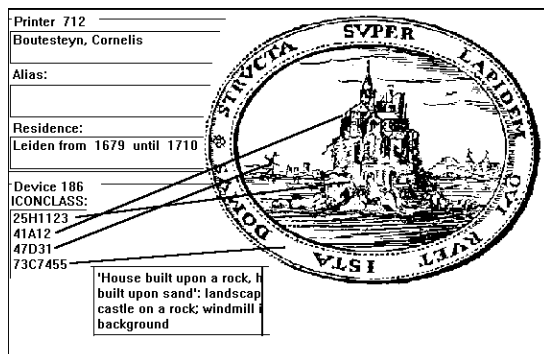 Printer 712
Boutesteyn, Cornelis
Alias:
Residence:
Leiden from 1679 until 1710
Device 186
ICONCLASS:
25H1123
41A12
47D31
73C7455
'House built upon a rock, h
built upon sand': landscap
castle on a rock; windmill i
background
STRVCTA SVPER LAPIDEM QVI RVET ISTA DOMVS